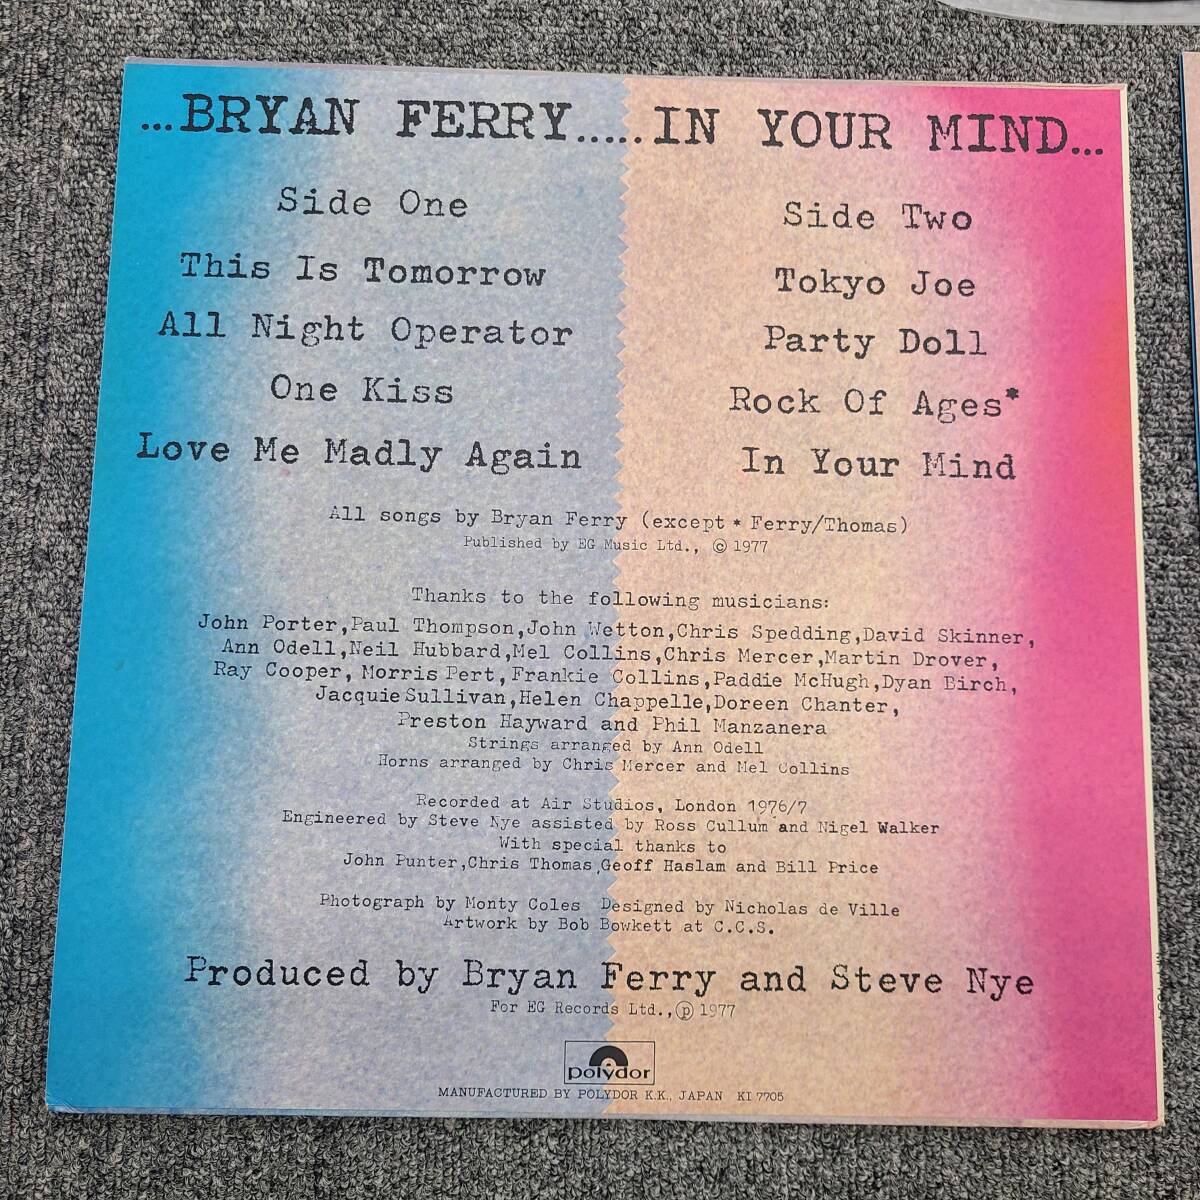 ...BRYAN FERRY.....IN YOUR MIND...
Side One
This Is Tomorrow
All Night Operator
One Kiss
Love Me Madly Again
Side Two
Tokyo Joe
Party Doll
Rock Of Ages*
In Your Mind
All songs by Bryan Ferry (except * Ferry/Thomas)
Published by EG Music Ltd., © 1977
Thanks to the following musicians:
John Porter,Paul Thompson,John Wetton,Chris Spedding,David Skinner,
Ann Odell,Neil Hubbard,Mel Collins,Chris Mercer,Martin Drover,
Ray Cooper, Morris Pert, Frankie Collins,Paddie McHugh,Dyan Birch,
Jacquie Sullivan,Helen Chappelle,Doreen Chanter,
Preston Hayward and Phil Manzanera
Strings arranged by Ann Odell
Horns arranged by Chris Mercer and Mel Collins
Recorded at Air Studios, London 1976/7
Engineered by Steve Nye assisted by Ross Cullum and Nigel Walker
With special thanks to
John Punter,Chris Thomas,Geoff Haslam and Bill Price
Photograph by Monty Coles Designed by Nicholas de Ville
Artwork by Bob Bowkett at C.C.S.
Produced by Bryan Ferry and Steve Nye
For EG Records Ltd.,℗ 1977
polydor
MANUFACTURED BY POLYDOR K.K., JAPAN KI 7705